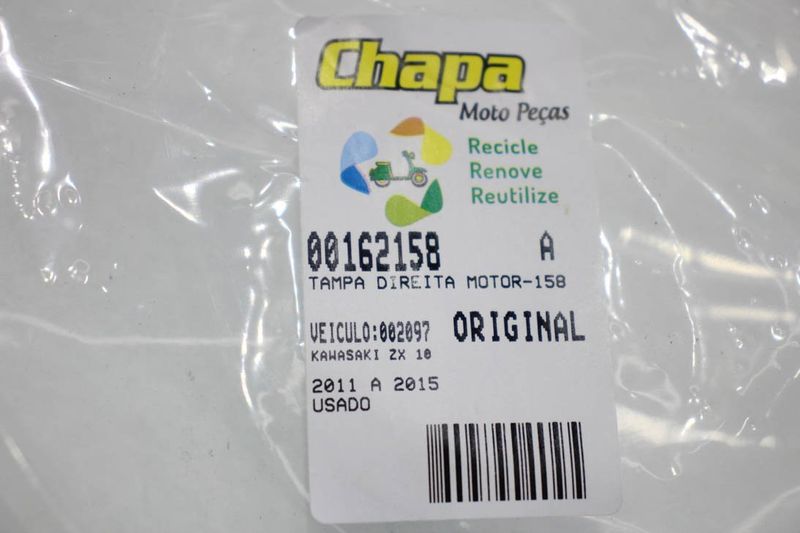 Chapa
Moto Peças
Recicle
Renove
Reutilize
00162158 A
TAMPA DIREITA MOTOR-158
VEICULO:002097 ORIGINAL
KAWASAKI ZX 10
2011 A 2015
USADO